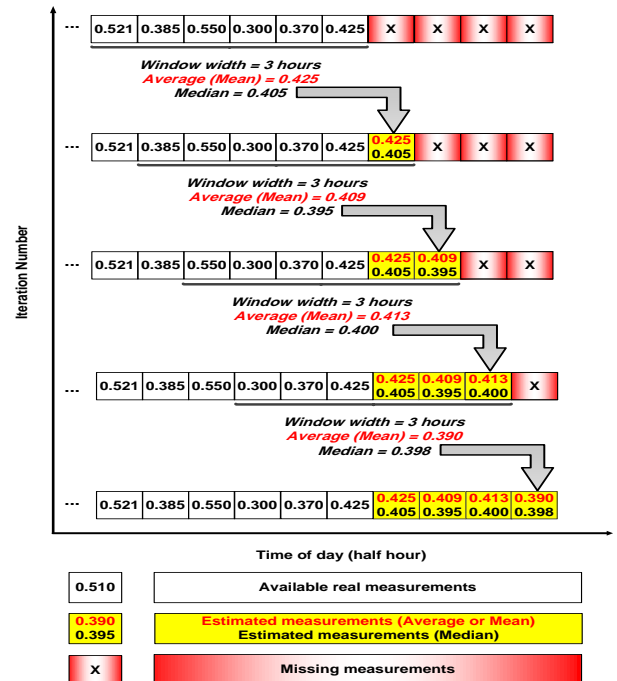 ... 0.521 0.385 0.550 0.300 0.370 0.425 X X X X
Window width = 3 hours
Average (Mean) = 0.425
Median = 0.405
0.425
... 0.521 0.385 0.550 0.300 0.370 0.425 0.405 X X X
Window width = 3 hours
Average (Mean) = 0.409
Median = 0.395
0.425 0.409
... 0.521 0.385 0.550 0.300 0.370 0.425 0.405 0.395 X X
Window width = 3 hours
Average (Mean) = 0.413
Median = 0.400
0.425 0.409 0.413
... 0.521 0.385 0.550 0.300 0.370 0.425 0.405 0.395 0.400 X
Window width = 3 hours
Average (Mean) = 0.390
Median = 0.398
0.425 0.409 0.413 0.390
... 0.521 0.385 0.550 0.300 0.370 0.425 0.405 0.395 0.400 0.398
Iteration Number
Time of day (half hour)
0.510 Available real measurements
0.390 Estimated measurements (Average or Mean)
0.395 Estimated measurements (Median)
X Missing measurements